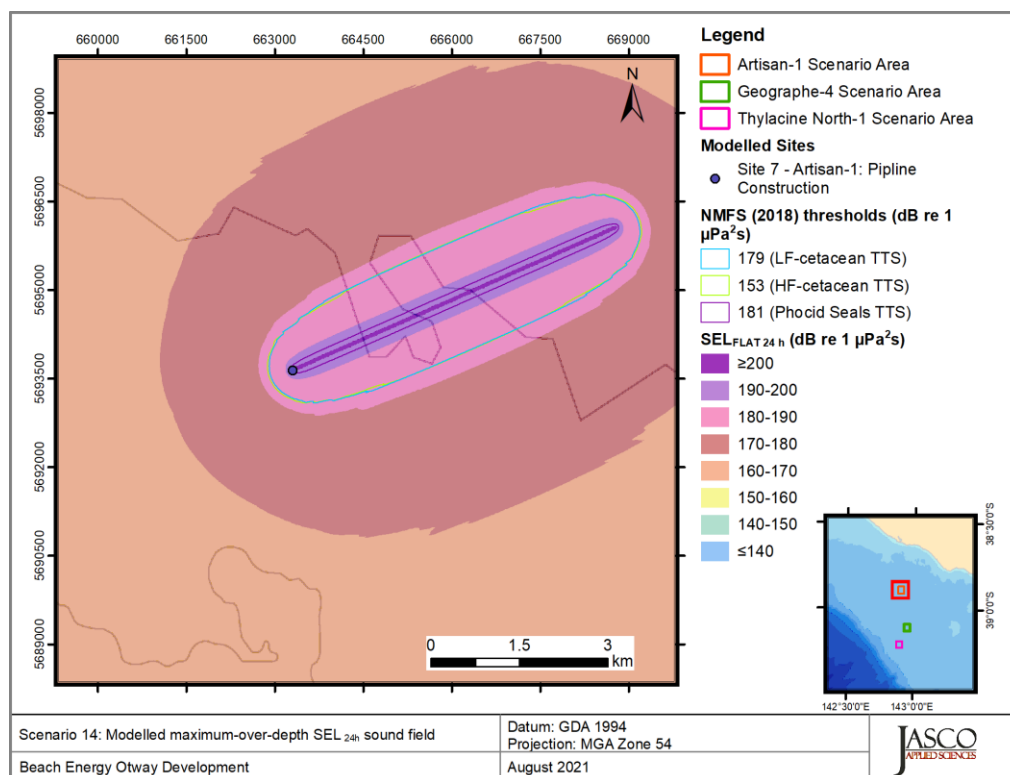 660000 661500 663000 664500 666000 667500 669000
5698000
5696500
5695000
5693500
5692000
5690500
5689000
N
0 1.5 3
km
Legend
Artisan-1 Scenario Area
Geographe-4 Scenario Area
Thylacine North-1 Scenario Area
Modelled Sites
Site 7 - Artisan-1: Pipline
Construction
NMFS (2018) thresholds (dB re 1
µPa²s)
179 (LF-cetacean TTS)
153 (HF-cetacean TTS)
181 (Phocid Seals TTS)
SEL FLAT 24 h (dB re 1 µPa²s)
≥200
190-200
180-190
170-180
160-170
150-160
140-150
≤140
38°30'0"S
39°0'0"S
142°30'0"E 143°0'0"E
Scenario 14: Modelled maximum-over-depth SEL 24h sound field
Beach Energy Otway Development
Datum: GDA 1994
Projection: MGA Zone 54
August 2021
JASCO
APPLIED SCIENCES